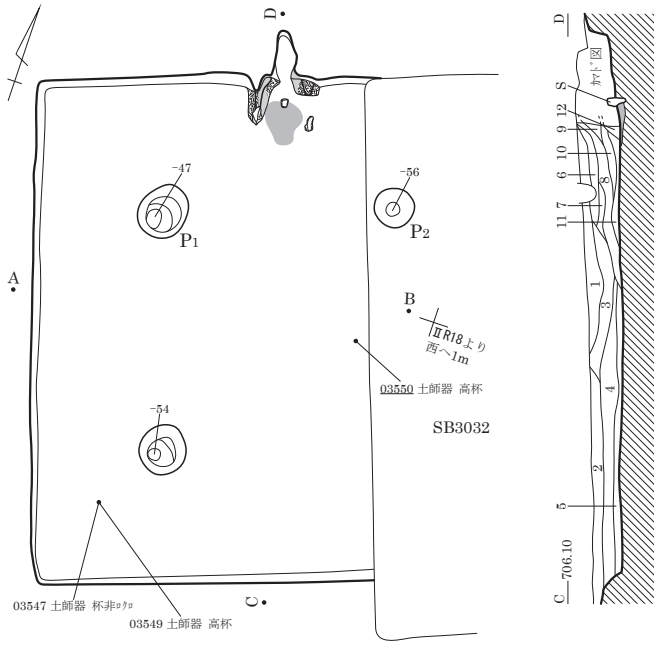 D
-47
P1
-56
P2
A
B
ⅡR18より
西へ1m
03550 土師器 高杯
SB3032
-54
03547 土師器 杯非ロクロ
03549 土師器 高杯
C
D
カマド図
S
12
9
10
6
8
7
11
1
3
4
2
5
706.10
C